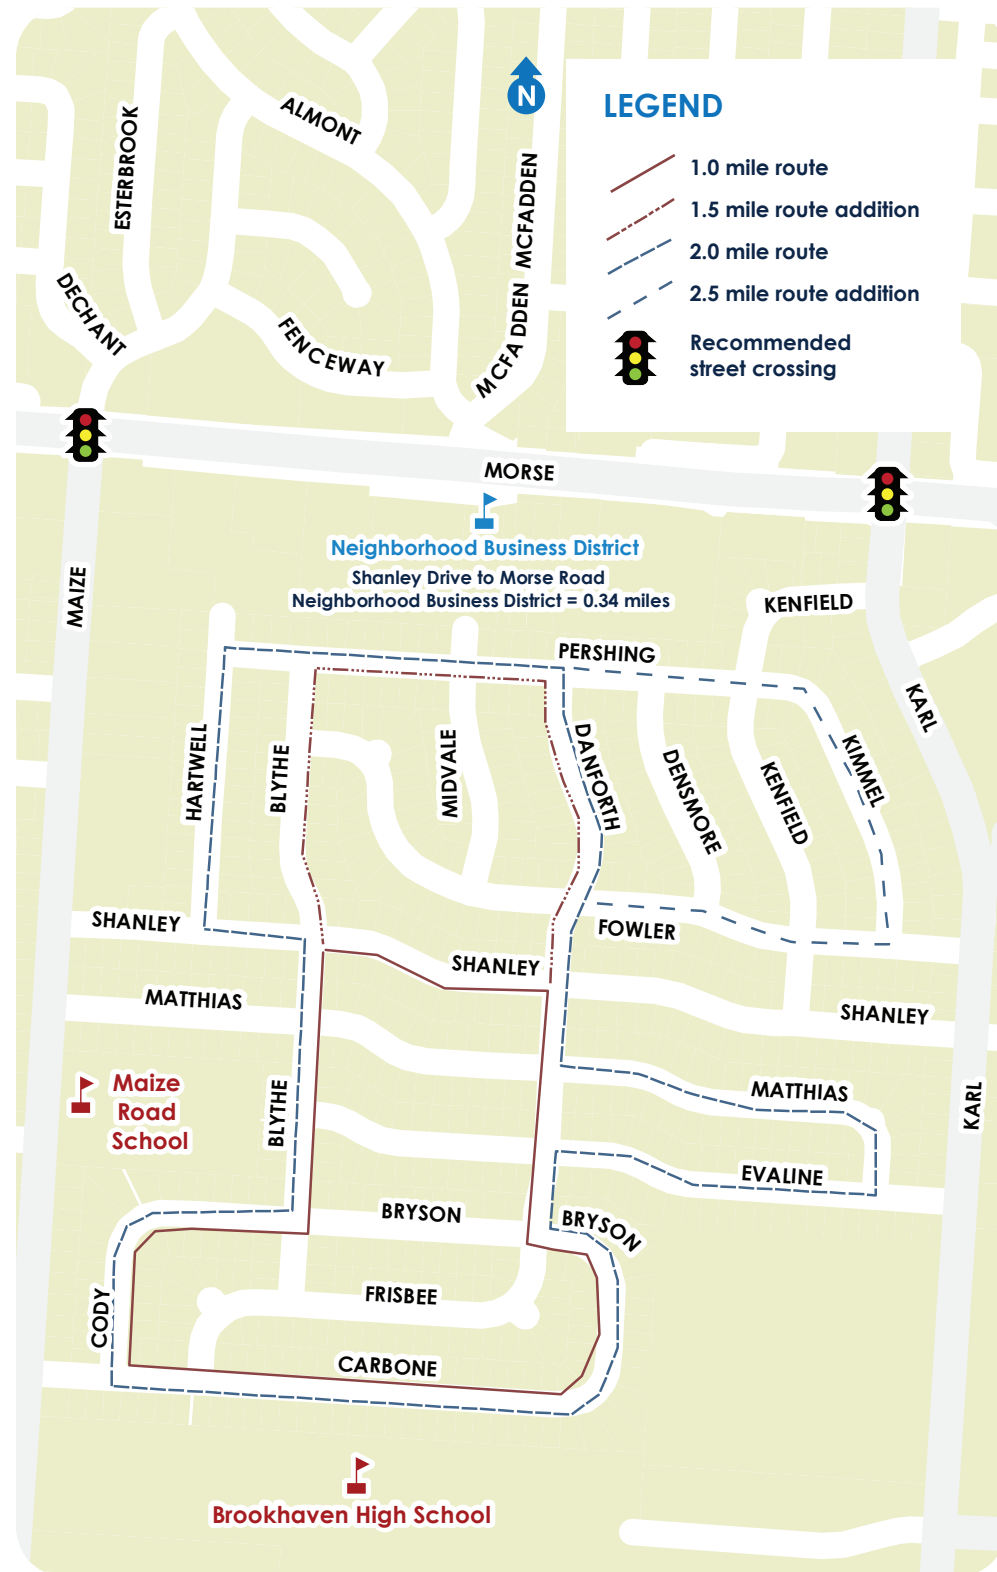 N
LEGEND
1.0 mile route
1.5 mile route addition
2.0 mile route
2.5 mile route addition
Recommended
street crossing
ESTERBROOK
ALMONT
MCFADDEN
MCFADDEN
DECHANT
FENCEWAY
MORSE
Neighborhood Business District
Shanley Drive to Morse Road
Neighborhood Business District = 0.34 miles
MAIZE
KENFIELD
PERSHING
KARL
HARTWELL
BLYTHE
MIDVALE
DANFORTH
DENSMORE
KENFIELD
KIMMEL
SHANLEY
FOWLER
SHANLEY
MATTHIAS
SHANLEY
Maize
Road
School
BLYTHE
MATTHIAS
KARL
EVALINE
BRYSON
BRYSON
CODY
FRISBEE
CARBONE
Brookhaven High School